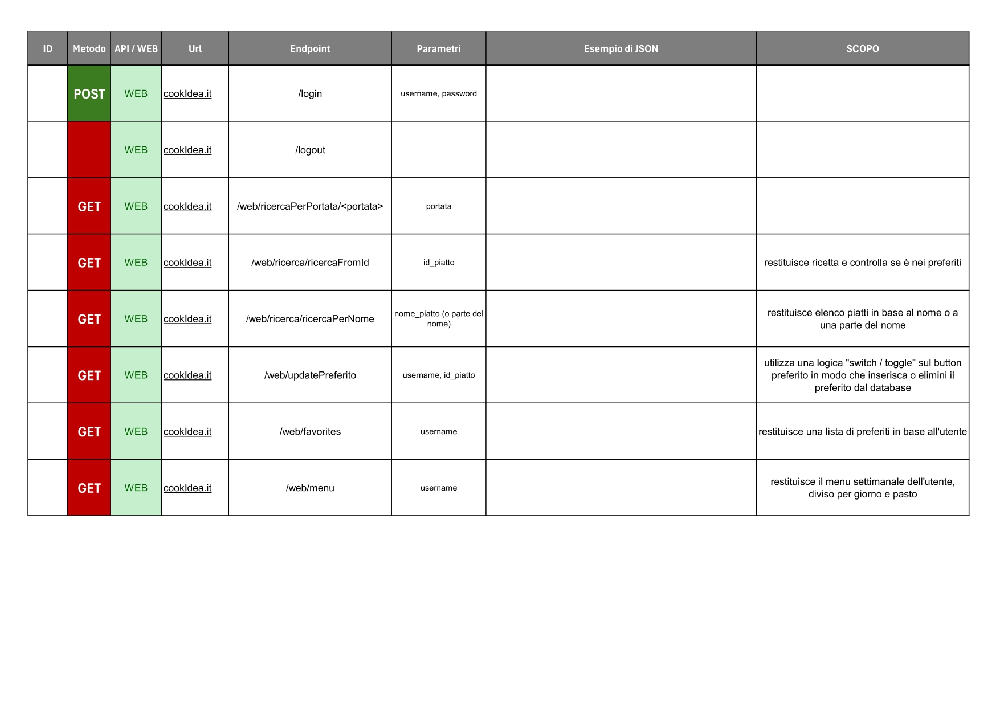 ID Metodo API / WEB Url Endpoint Parametri Esempio di JSON SCOPO
POST WEB cookIdea.it /login username, password
WEB cookIdea.it /logout
GET WEB cookIdea.it /web/ricercaPerPortata/<portata> portata
GET WEB cookIdea.it /web/ricerca/ricercaFromId id_piatto restituisce ricetta e controlla se è nei preferiti
GET WEB cookIdea.it /web/ricerca/ricercaPerNome
nome_piatto (o parte del
nome)
restituisce elenco piatti in base al nome o a
una parte del nome
GET WEB cookIdea.it /web/updatePreferito username, id_piatto
utilizza una logica "switch / toggle" sul button
preferito in modo che inserisca o elimini il
preferito dal database
GET WEB cookIdea.it /web/favorites username restituisce una lista di preferiti in base all'utente
GET WEB cookIdea.it /web/menu username
restituisce il menu settimanale dell'utente,
diviso per giorno e pasto